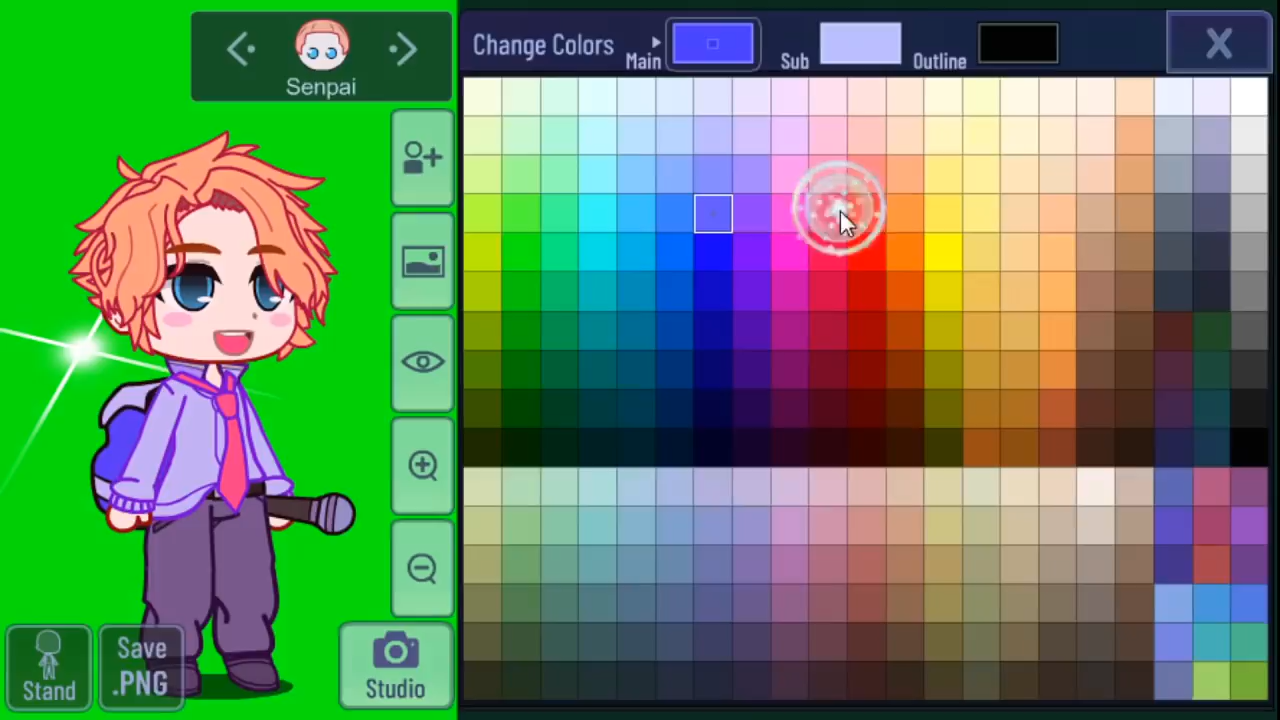 Senpai
Change Colors
Main
Sub
Outline
X
Stand
Save
.PNG
Studio